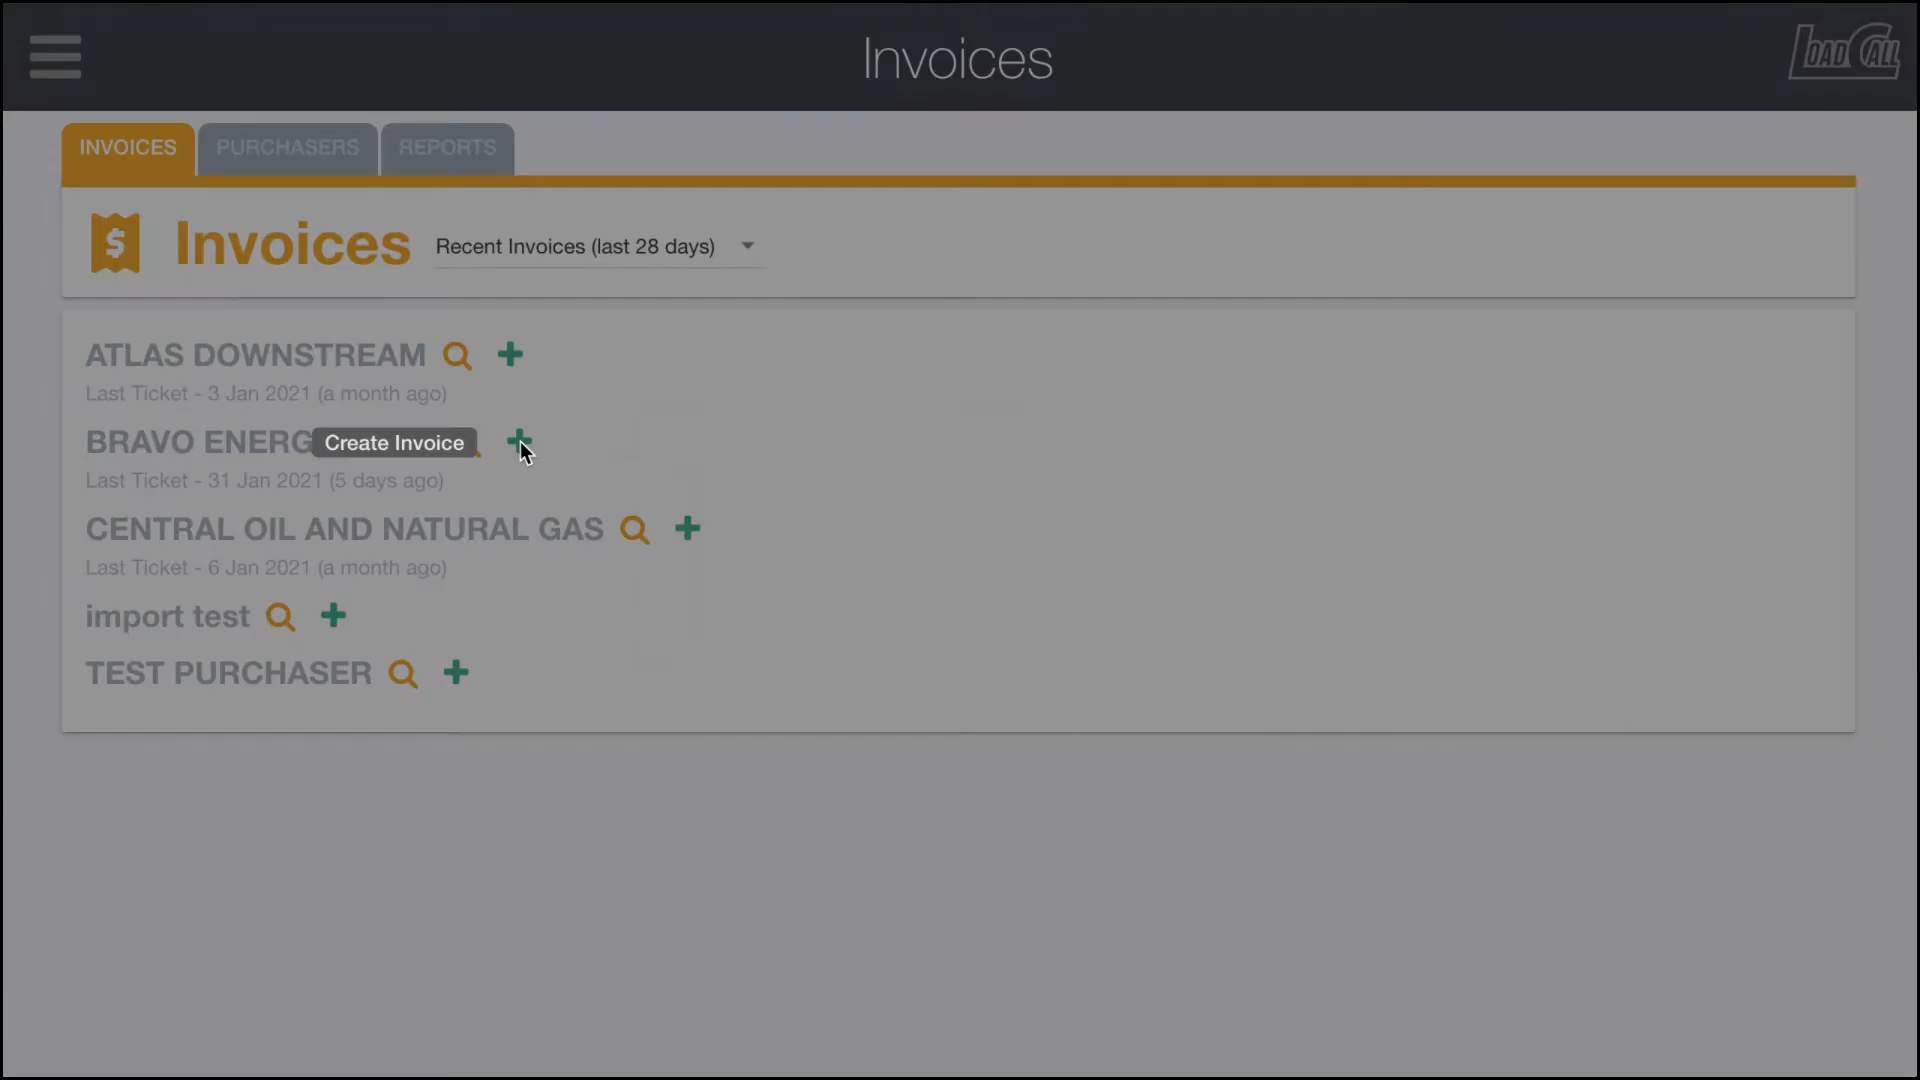 Invoices
LOADCALL
INVOICES
PURCHASERS
REPORTS
Invoices
Recent Invoices (last 28 days)
ATLAS DOWNSTREAM
Last Ticket - 3 Jan 2021 (a month ago)
BRAVO ENERG
Create Invoice
Last Ticket - 31 Jan 2021 (5 days ago)
CENTRAL OIL AND NATURAL GAS
Last Ticket - 6 Jan 2021 (a month ago)
import test
TEST PURCHASER